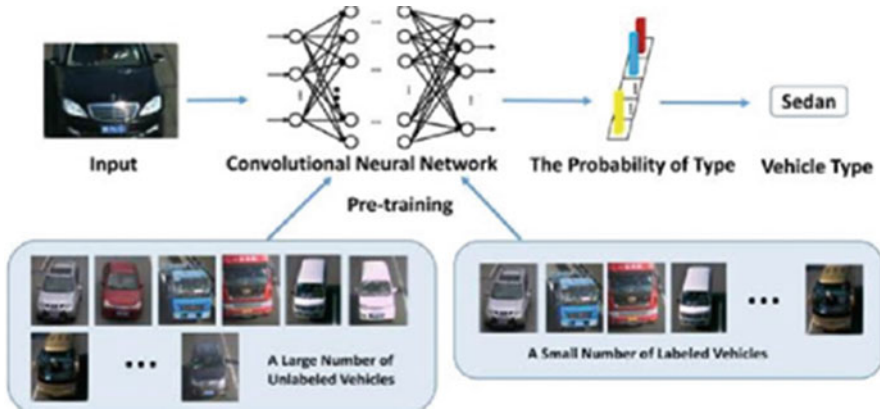 Sedan
Input
Convolutional Neural Network
The Probability of Type
Vehicle Type
Pre-training
A Large Number of
Unlabeled Vehicles
A Small Number of Labeled Vehicles